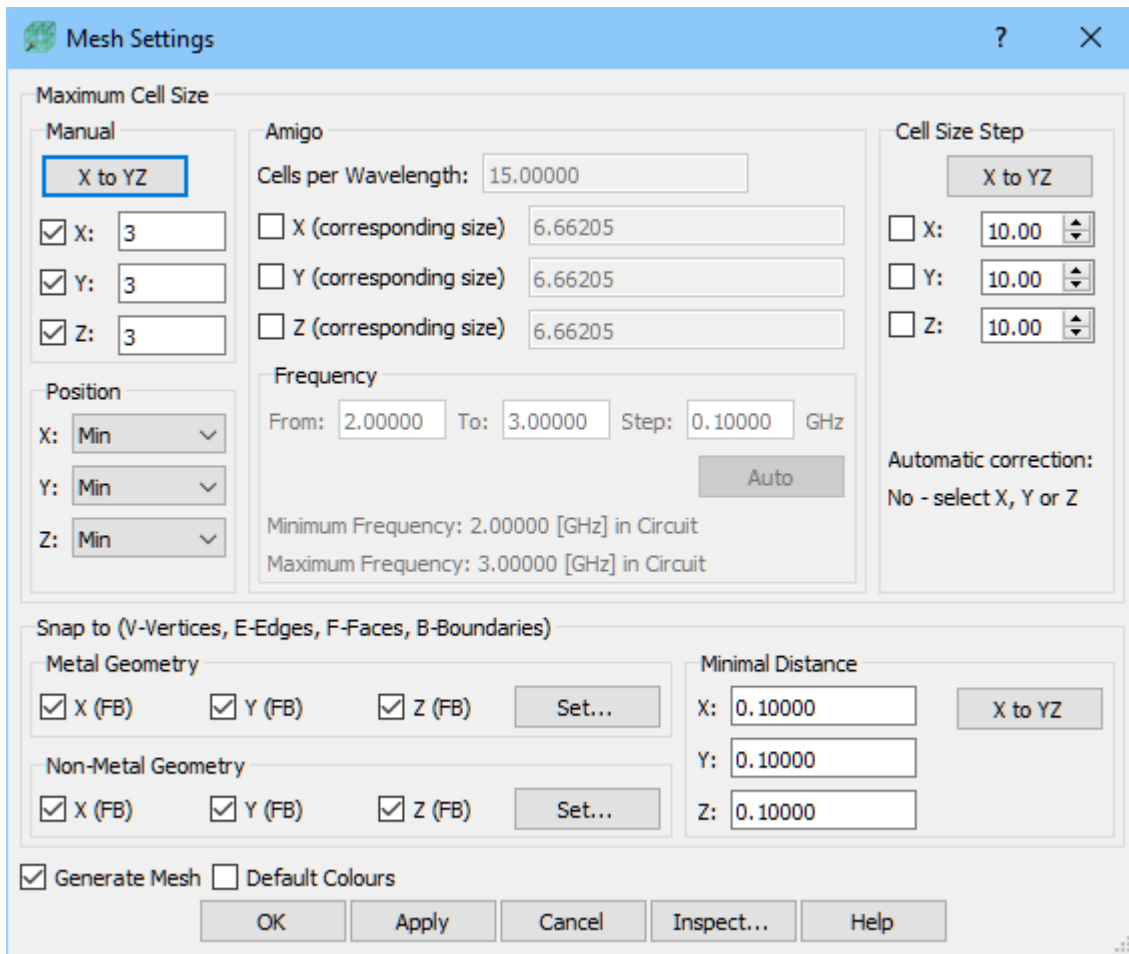 Mesh Settings
?
Maximum Cell Size
Manual
X to YZ
X: 3
Y: 3
Z: 3
Position
X: Min
Y: Min
Z: Min
Amigo
Cells per Wavelength: 15.00000
X (corresponding size) 6.66205
Y (corresponding size) 6.66205
Z (corresponding size) 6.66205
Frequency
From: 2.00000 To: 3.00000 Step: 0.10000 GHz
Auto
Minimum Frequency: 2.00000 [GHz] in Circuit
Maximum Frequency: 3.00000 [GHz] in Circuit
Cell Size Step
X to YZ
X: 10.00
Y: 10.00
Z: 10.00
Automatic correction:
No - select X, Y or Z
Snap to (V-Vertices, E-Edges, F-Faces, B-Boundaries)
Metal Geometry
X (FB) Y (FB) Z (FB) Set...
Non-Metal Geometry
X (FB) Y (FB) Z (FB) Set...
Minimal Distance
X: 0.10000 X to YZ
Y: 0.10000
Z: 0.10000
Generate Mesh Default Colours
OK Apply Cancel Inspect... Help